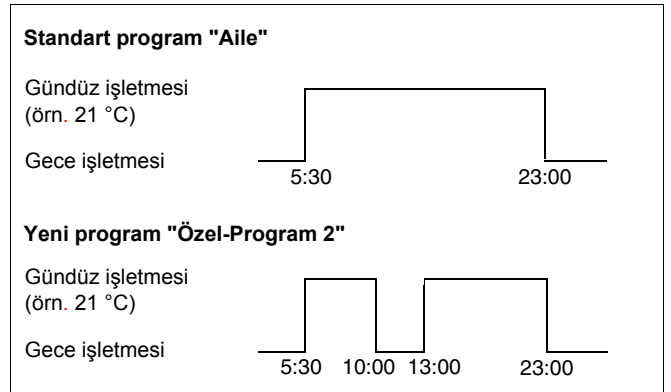 Standart program "Aile"
Gündüz işletmesi
(örn. 21 °C)
Gece işletmesi
5:30 23:00
Yeni program "Özel-Program 2"
Gündüz işletmesi
(örn. 21 °C)
Gece işletmesi
5:30 10:00 13:00 23:00